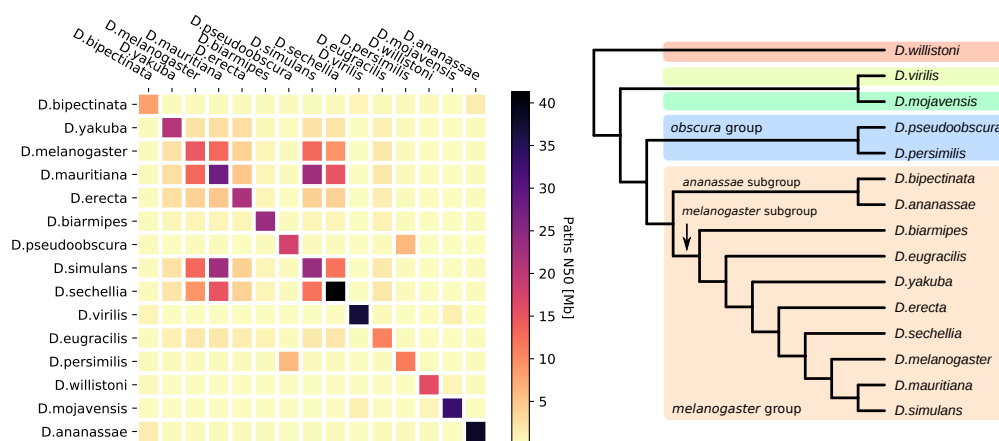 D.bipectinata
D.yakuba
D.melanogaster
D.mauritiana
D.erecta
D.biarmipes
D.pseudoobscura
D.simulans
D.sechellia
D.virilis
D.eugracilis
D.persimilis
D.willistoni
D.mojavensis
D.ananassae
D.bipectinata
D.yakuba
D.melanogaster
D.mauritiana
D.erecta
D.biarmipes
D.pseudoobscura
D.simulans
D.sechellia
D.virilis
D.eugracilis
D.persimilis
D.willistoni
D.mojavensis
D.ananassae
40
35
30
25
20
15
10
5
Paths N50 [Mb]
D.willistoni
D.virilis
D.mojavensis
obscura group
D.pseudoobscura
D.persimilis
ananassae subgroup
D.bipectinata
D.ananassae
melanogaster subgroup
D.biarmipes
D.eugracilis
D.yakuba
D.erecta
D.sechellia
D.melanogaster
D.mauritiana
D.simulans
melanogaster group